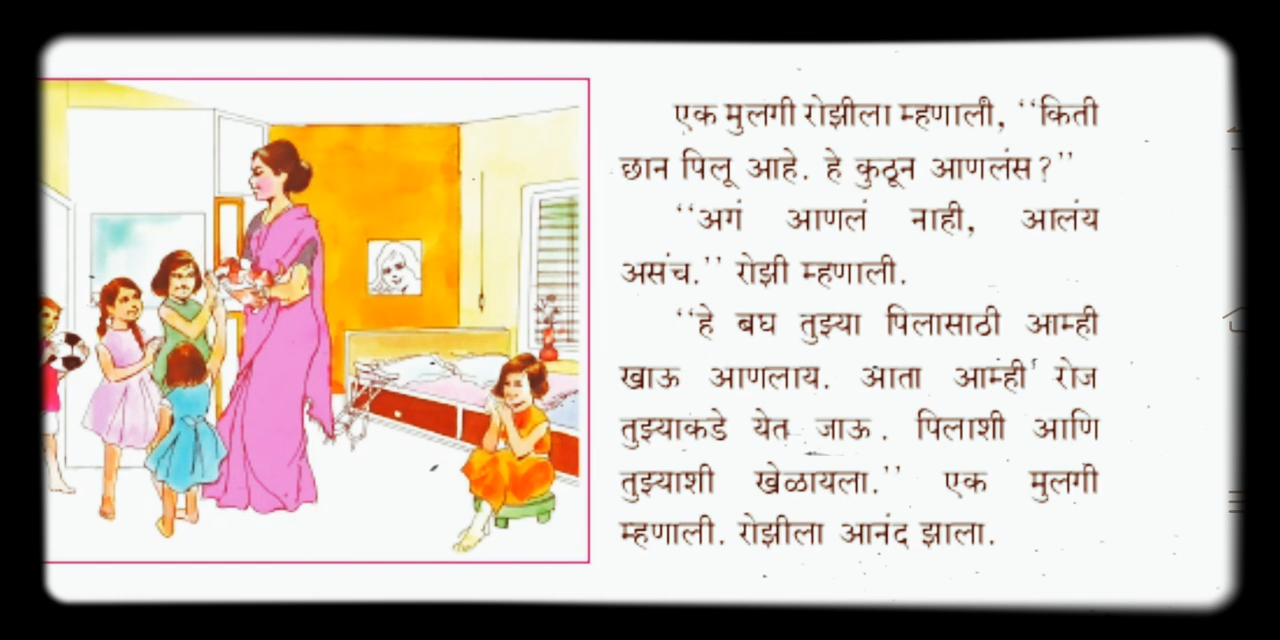 एक मुलगी रोझीला म्हणाली, ‘‘किती
छान पिलू आहे. हे कुठून आणलंस?’’
‘‘अगं आणलं नाही, आलंय
असंच.’’ रोझी म्हणाली.
‘‘हे बघ तुझ्या पिलासाठी आम्ही
खाऊ आणलाय. आता आम्ही रोज
तुझ्याकडे येत जाऊ. पिलाशी आणि
तुझ्याशी खेळायला.’’ एक मुलगी
म्हणाली. रोझीला आनंद झाला.